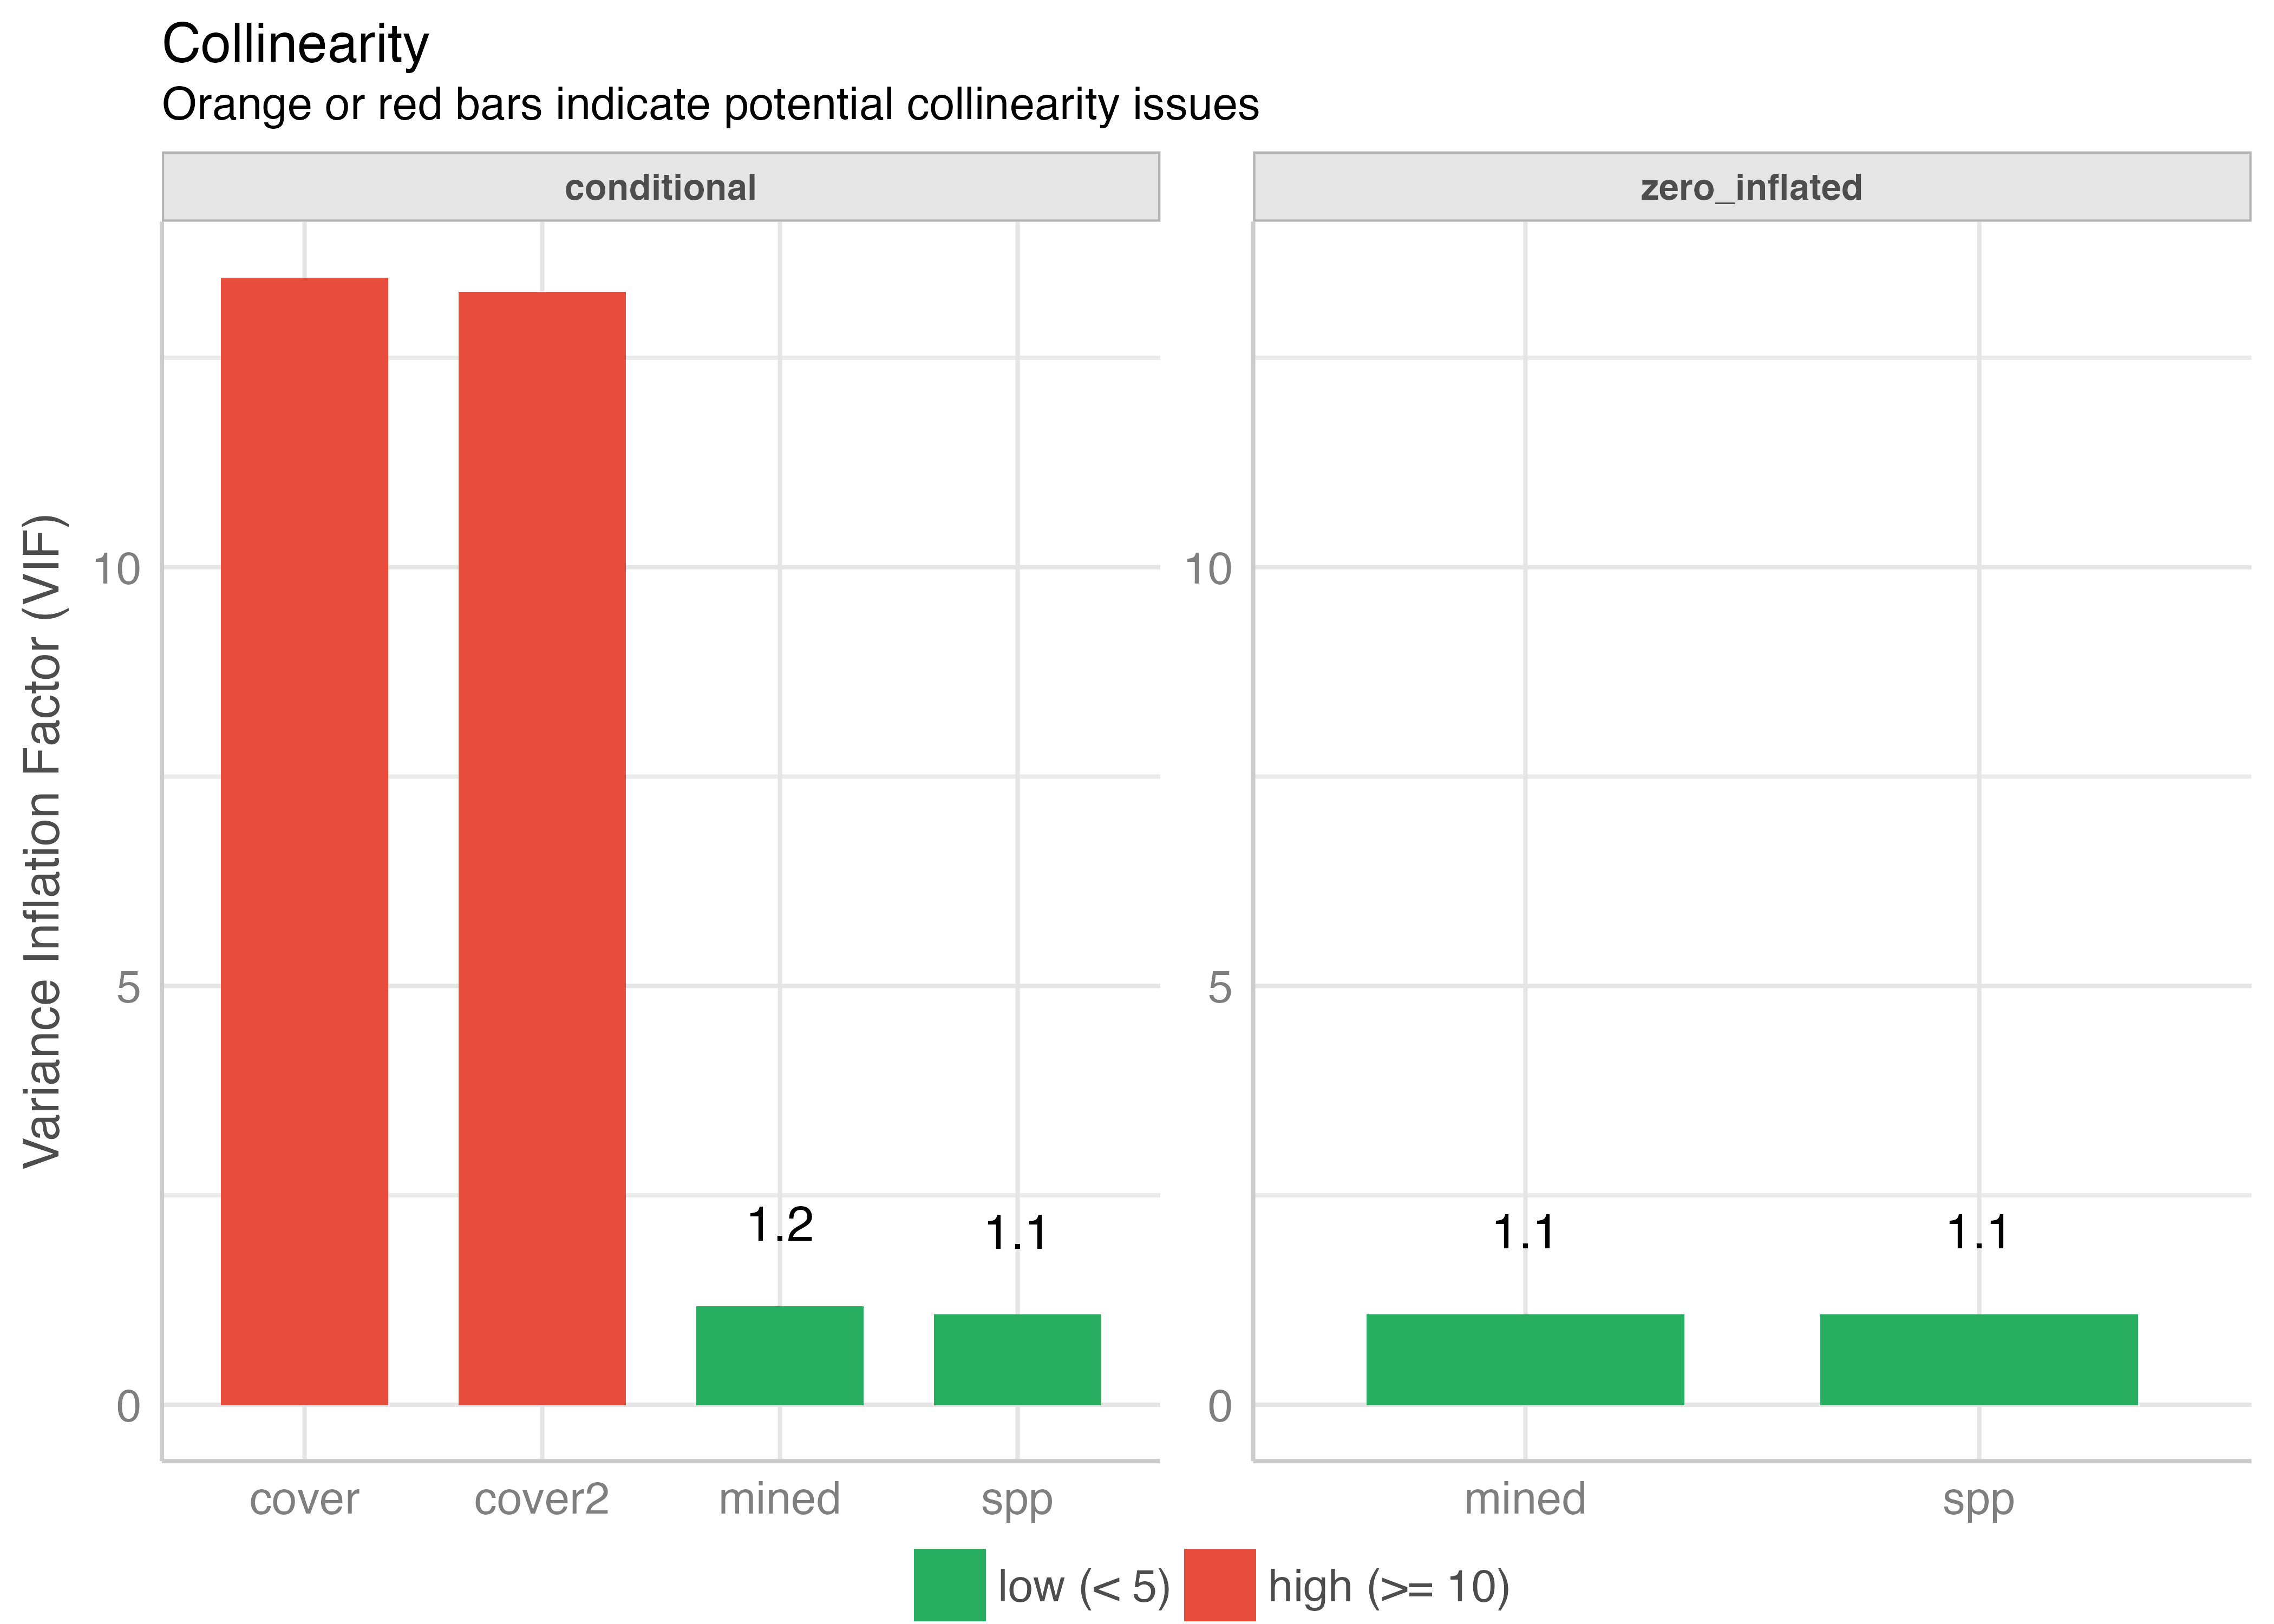 Collinearity
Orange or red bars indicate potential collinearity issues
conditional
zero_inflated
Variance Inflation Factor (VIF)
10
5
0
1.2
1.1
cover
cover2
mined
spp
10
5
0
1.1
1.1
mined
spp
low (< 5)
high (>= 10)